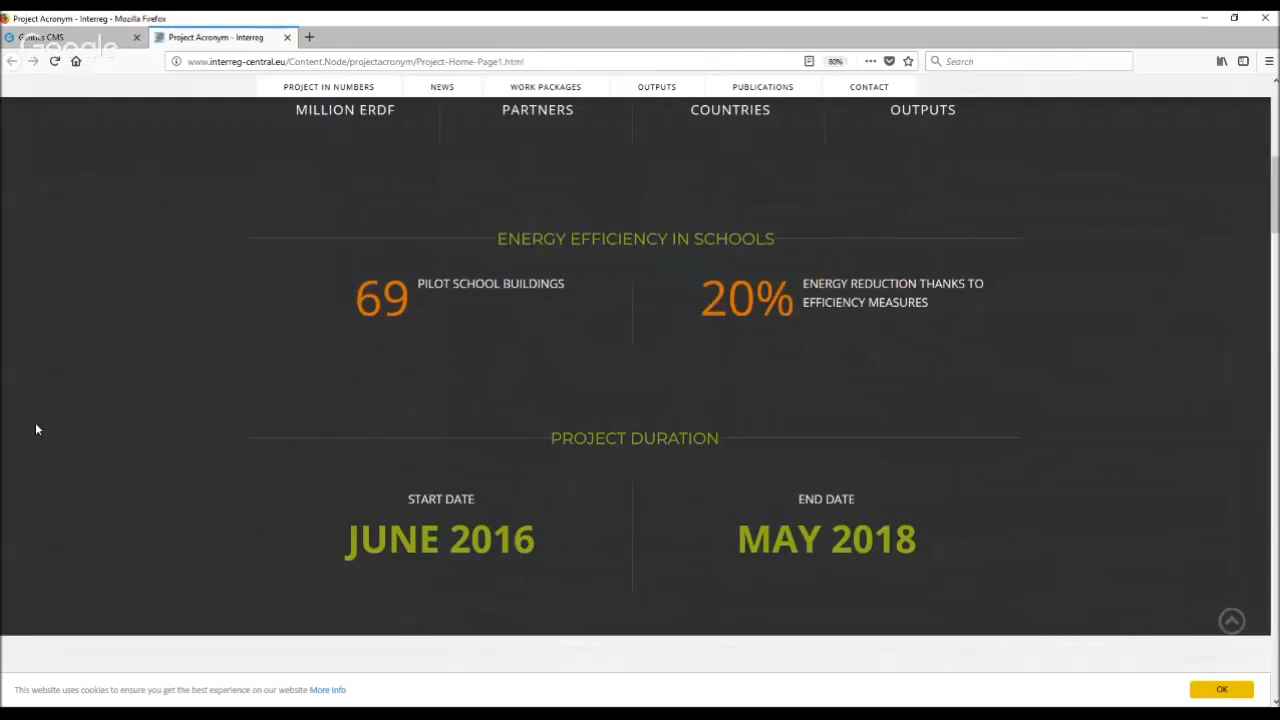 Project Acronym - Interreg - Mozilla Firefox
Gentics CMS
Project Acronym - Interreg
Google
www.interreg-central.eu/Content.Node/projectacronym/Project-Home-Page1.html
80%
Search
PROJECT IN NUMBERS
NEWS
WORK PACKAGES
OUTPUTS
PUBLICATIONS
CONTACT
MILLION ERDF
PARTNERS
COUNTRIES
OUTPUTS
ENERGY EFFICIENCY IN SCHOOLS
69 PILOT SCHOOL BUILDINGS
20% ENERGY REDUCTION THANKS TO
EFFICIENCY MEASURES
PROJECT DURATION
START DATE
JUNE 2016
END DATE
MAY 2018
This website uses cookies to ensure you get the best experience on our website More info
OK